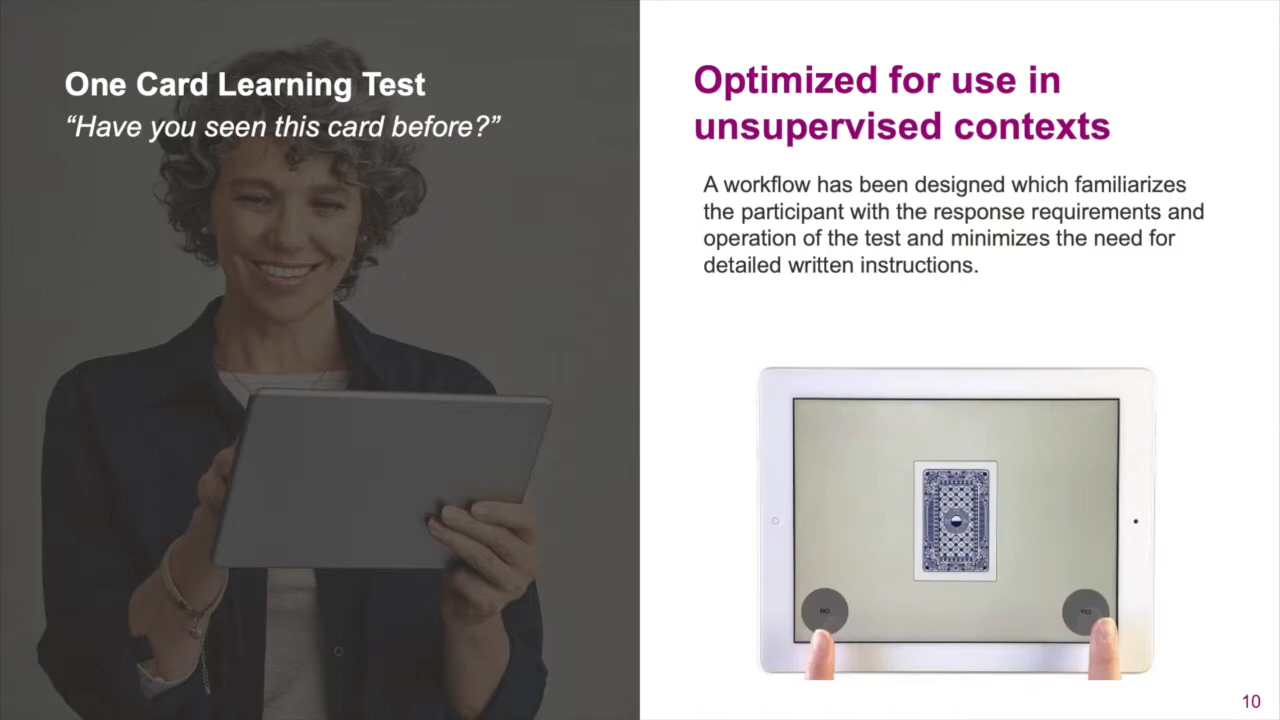 One Card Learning Test
“Have you seen this card before?”
Optimized for use in
unsupervised contexts
A workflow has been designed which familiarizes
the participant with the response requirements and
operation of the test and minimizes the need for
detailed written instructions.
NO
YES
10